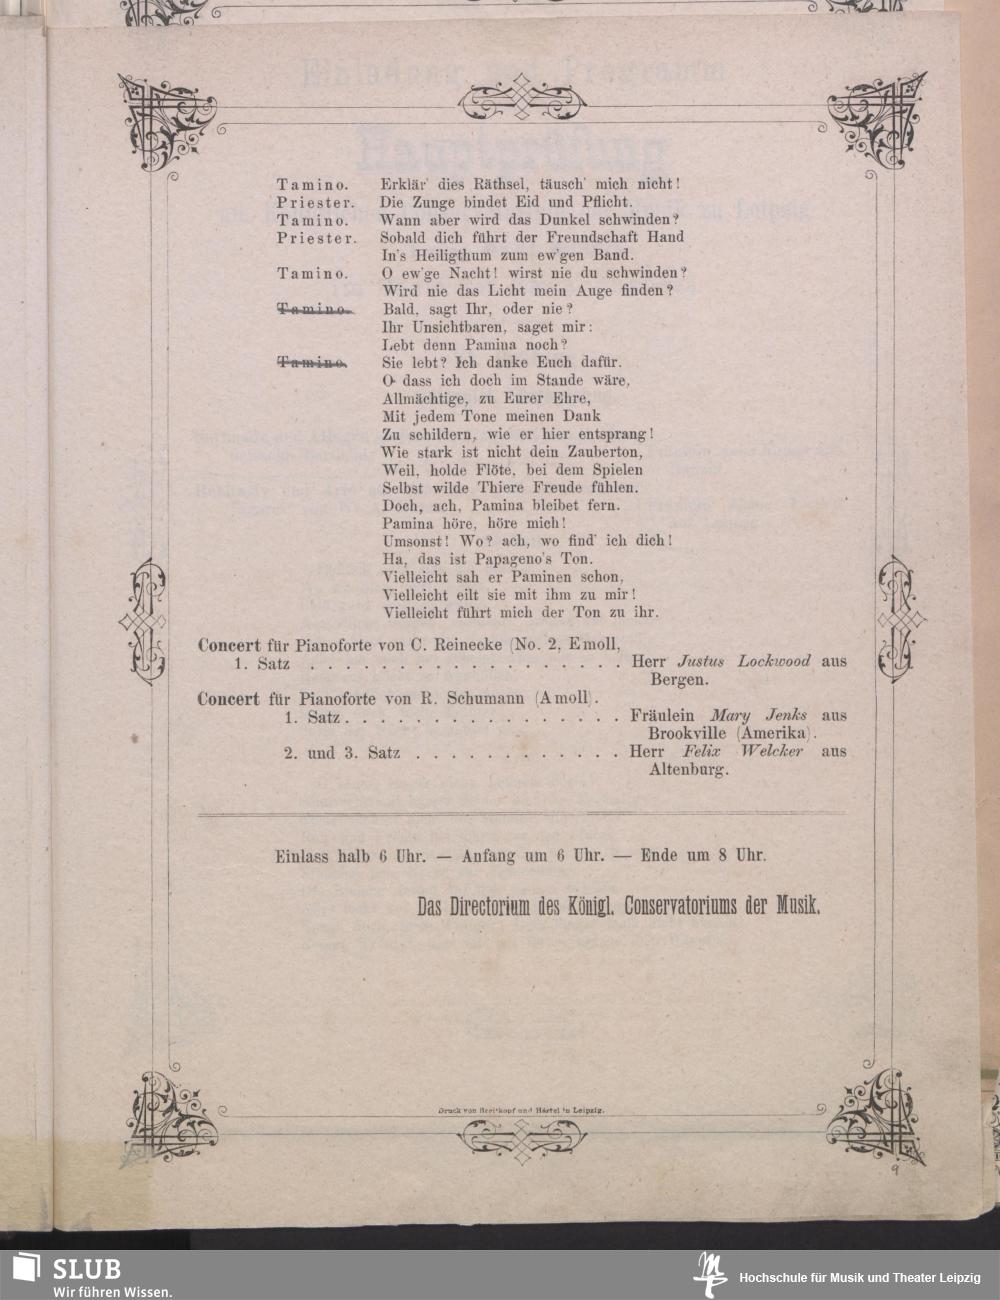 Tamino. Erklär' dies Räthsel, täusch' mich nicht!
Priester. Die Zunge bindet Eid und Pflicht.
Tamino. Wann aber wird das Dunkel schwinden?
Priester. Sobald dich führt der Freundschaft Hand
In's Heiligthum zum ew'gen Band.
Tamino. O ew'ge Nacht! wirst nie du schwinden?
Wird nie das Licht mein Auge finden?
Tamino. Bald, sagt Ihr, oder nie?
Ihr Unsichtbaren, saget mir:
Lebt denn Pamina noch?
Tamino. Sie lebt? Ich danke Euch dafür.
O dass ich doch im Stande wäre,
Allmächtige, zu Eurer Ehre,
Mit jedem Tone meinen Dank
Zu schildern, wie er hier entsprang!
Wie stark ist nicht dein Zauberton,
Weil, holde Flöte, bei dem Spielen
Selbst wilde Thiere Freude fühlen.
Doch, ach, Pamina bleibet fern.
Pamina höre, höre mich!
Umsonst! Wo? ach, wo find' ich dich!
Ha, das ist Papageno's Ton.
Vielleicht sah er Paminen schon,
Vielleicht eilt sie mit ihm zu mir!
Vielleicht führt mich der Ton zu ihr.
Concert für Pianoforte von C. Reinecke (No. 2, Emoll,
1. Satz . . . . . . . . . . . . . . . . . . Herr Justus Lockwood aus
Bergen.
Concert für Pianoforte von R. Schumann (Amoll).
1. Satz . . . . . . . . . . . . . . . . Fräulein Mary Jenks aus
Brookville (Amerika).
2. und 3. Satz . . . . . . . . . . . . Herr Felix Welcker aus
Altenburg.
Einlass halb 6 Uhr. — Anfang um 6 Uhr. — Ende um 8 Uhr.
Das Directorium des Königl. Conservatoriums der Musik.
Druck von Breitkopf und Härtel in Leipzig.
9
SLUB
Wir führen Wissen.
Hochschule für Musik und Theater Leipzig